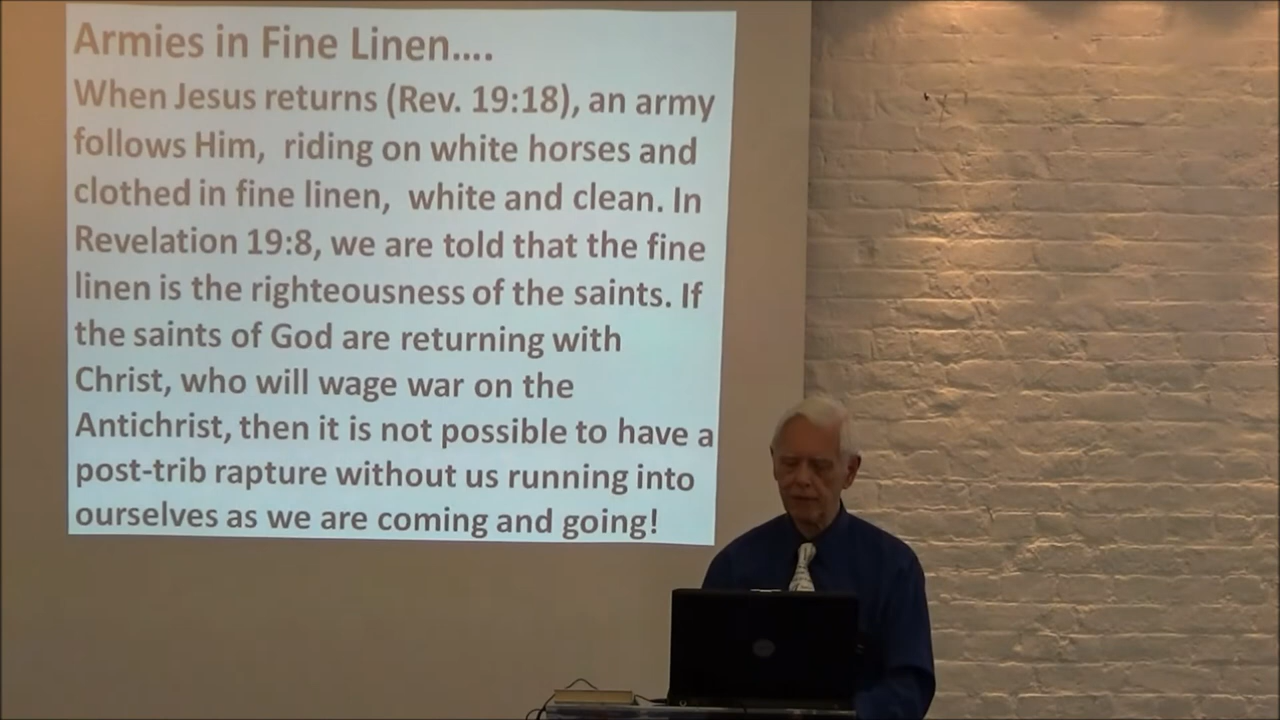 Armies in Fine Linen....
When Jesus returns (Rev. 19:18), an army
follows Him, riding on white horses and
clothed in fine linen, white and clean. In
Revelation 19:8, we are told that the fine
linen is the righteousness of the saints. If
the saints of God are returning with
Christ, who will wage war on the
Antichrist, then it is not possible to have a
post-trib rapture without us running into
ourselves as we are coming and going!